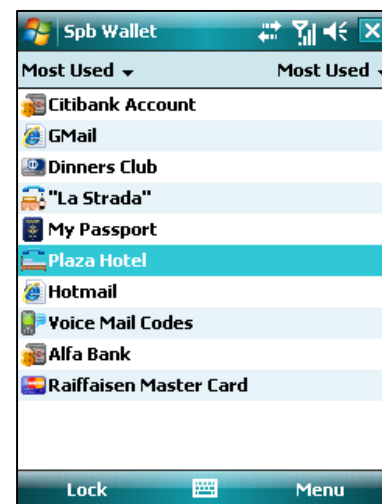 Spb Wallet
Most Used Most Used
Citibank Account
GMail
Dinners Club
"La Strada"
My Passport
Plaza Hotel
Hotmail
Voice Mail Codes
Alfa Bank
Raiffaisen Master Card
Lock Menu